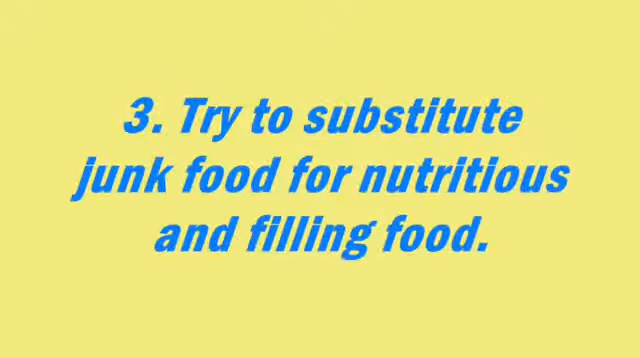 3. Try to substitute
junk food for nutritious
and filling food.